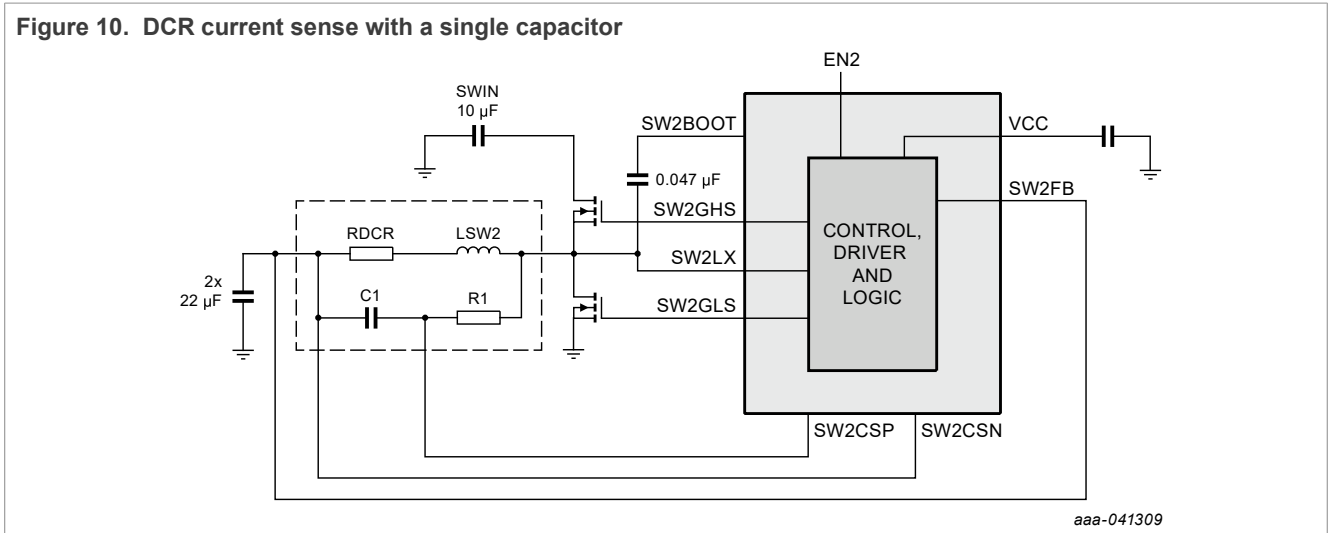 Figure 10. DCR current sense with a single capacitor
EN2
SWIN
10 µF
SW2BOOT
VCC
0.047 µF
SW2FB
SW2GHS
RDCR
LSW2
CONTROL,
DRIVER
AND
LOGIC
SW2LX
2x
22 µF
C1
R1
SW2GLS
SW2CSP
SW2CSN
aaa-041309